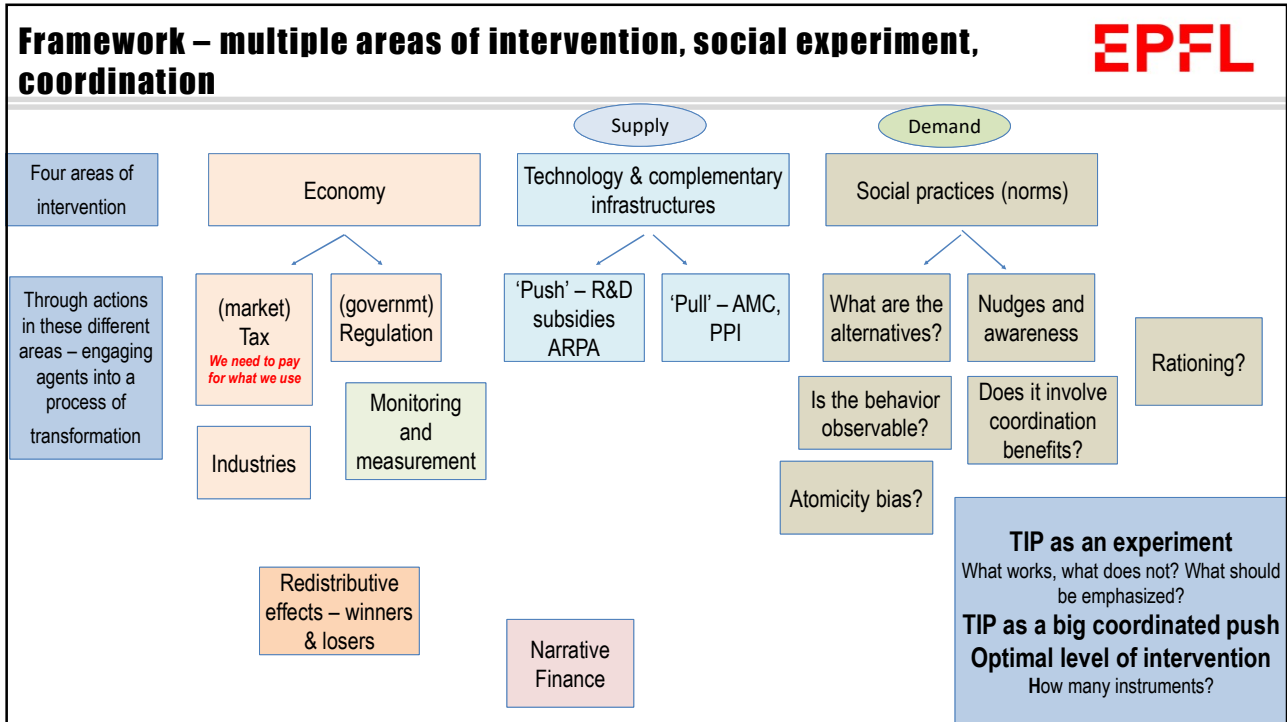 Framework – multiple areas of intervention, social experiment,
coordination
EPFL
Supply
Demand
Four areas of
intervention
Economy
Technology & complementary
infrastructures
Social practices (norms)
Through actions
in these different
areas – engaging
agents into a
process of
transformation
(market)
Tax
We need to pay
for what we use
(governmt)
Regulation
'Push' – R&D
subsidies
ARPA
'Pull' – AMC,
PPI
What are the
alternatives?
Nudges and
awareness
Rationing?
Monitoring
and
measurement
Industries
Is the behavior
observable?
Does it involve
coordination
benefits?
Atomicity bias?
Redistributive
effects – winners
& losers
Narrative
Finance
TIP as an experiment
What works, what does not? What should
be emphasized?
TIP as a big coordinated push
Optimal level of intervention
How many instruments?